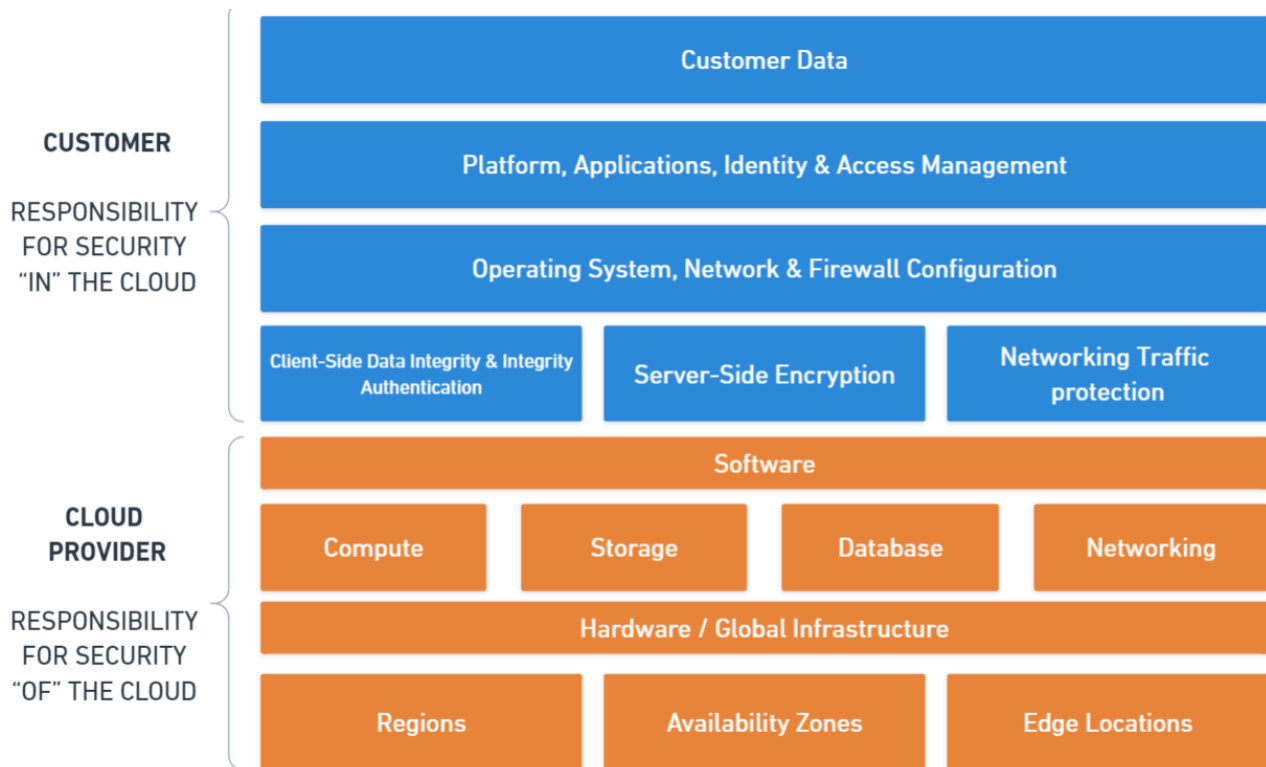 CUSTOMER
RESPONSIBILITY
FOR SECURITY
“IN” THE CLOUD
Customer Data
Platform, Applications, Identity & Access Management
Operating System, Network & Firewall Configuration
Client-Side Data Integrity & Integrity
Authentication
Server-Side Encryption
Networking Traffic
protection
CLOUD
PROVIDER
RESPONSIBILITY
FOR SECURITY
“OF” THE CLOUD
Software
Compute
Storage
Database
Networking
Hardware / Global Infrastructure
Regions
Availability Zones
Edge Locations